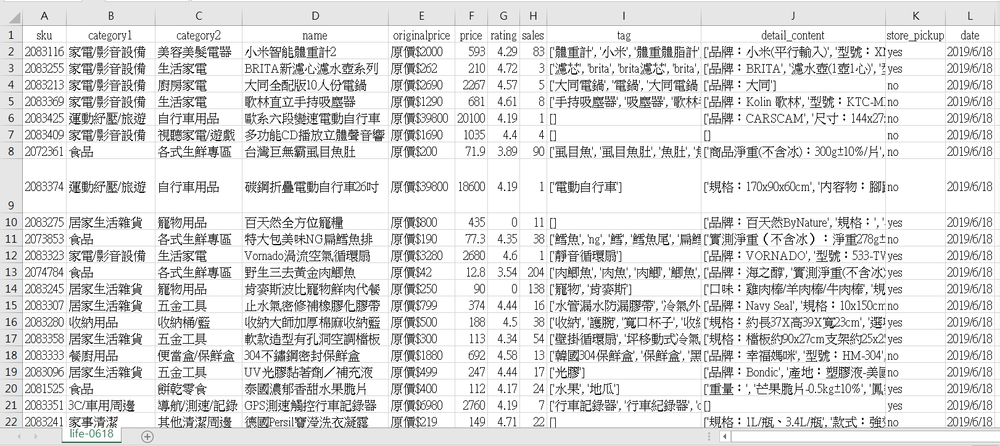 A B C D E F G H I J K L
1 sku category1 category2 name originalprice price rating sales tag detail_content store_pickup date
2 2083116 家電/影音設備 美容美髮電器 小米智能體重計2 原價$2000 593 4.29 83 ['體重計', '小米', '體重體脂計' ['品牌：小米(平行輸入)', '型號：XM yes 2019/6/18
3 2083255 家電/影音設備 生活家電 BRITA新濾心濾水壺系列 原價$262 210 4.72 3 ['濾芯', 'brita', 'brita濾芯', 'brita', ['品牌：BRITA', '濾水壺(1壺1心)', yes 2019/6/18
4 2083213 家電/影音設備 廚房家電 大同全配版10人份電鍋 原價$2690 2267 4.57 5 ['大同電鍋', '電鍋', '大同電鍋 ['品牌：大同'] no 2019/6/18
5 2083369 家電/影音設備 生活家電 歌林直立手持吸塵器 原價$1290 681 4.61 8 ['手持吸塵器', '吸塵器', '歌林 ['品牌：Kolin 歌林', '型號：KTC-M no 2019/6/18
6 2083425 運動紓壓/旅遊 自行車用品 歐系六段變速電動自行車 原價$39800 20100 4.19 1 [] ['品牌：CARSCAM', '尺寸：144x27 no 2019/6/18
7 2083409 家電/影音設備 視聽家電/遊戲 多功能CD播放立體聲音響 原價$1690 1035 4.4 4 [] [] no 2019/6/18
8 2072361 食品 各式生鮮專區 台灣巨無霸虱目魚肚 原價$200 71.9 3.89 90 ['虱目魚', '虱目魚肚', '魚肚', ' ['商品淨重(不含冰)：300g±10%/片', no 2019/6/18
9 2083374 運動紓壓/旅遊 自行車用品 碳鋼折疊電動自行車26吋 原價$39800 18600 4.19 1 ['電動自行車'] ['規格：170x90x60cm', '內容物：腳 no 2019/6/18
10 2083275 居家生活雜貨 寵物用品 百天然全方位寵糧 原價$800 435 0 11 [] ['品牌：百天然ByNature', '規格：', ' yes 2019/6/18
11 2073853 食品 各式生鮮專區 特大包美味NG扁鱈魚排 原價$190 77.3 4.35 38 ['鱈魚', 'ng', '鱈', '鱈魚尾', '扁鱈 ['實測淨重（不含冰）：淨重278g± no 2019/6/18
12 2083323 家電/影音設備 生活家電 Vornado渦流空氣循環扇 原價$3280 2680 4.6 1 ['靜音循環扇'] ['品牌：VORNADO', '型號：533-TW yes 2019/6/18
13 2074784 食品 各式生鮮專區 野生三去黃金肉鯽魚 原價$42 12.8 3.54 204 ['肉鯽魚', '肉魚', '肉鯽', '鯽魚', ['品牌：海之醇', '實測淨重(不含冰) yes 2019/6/18
14 2083245 居家生活雜貨 寵物用品 肯麥斯波比寵物鮮肉代餐 原價$250 90 0 138 ['寵物', '肯麥斯'] ['口味：雞肉棒/羊肉棒/牛肉棒', '規 yes 2019/6/18
15 2083307 居家生活雜貨 五金工具 止水氣密修補橡膠化膠帶 原價$799 374 4.44 16 ['水管漏水防漏膠帶', '冷氣外 ['品牌：Navy Seal', '規格：10x150cm no 2019/6/18
16 2083280 收納用品 收納桶/籃 收納大師加厚棉麻收納籃 原價$500 188 4.5 38 ['收納', '護腕', '寬口杯子', '收納 ['規格：約長37X高39X寬23cm', '選 yes 2019/6/18
17 2083358 居家生活雜貨 五金工具 軟款造型有孔洞空調檔板 原價$300 113 4.34 54 ['壁掛循環扇', '坪移動式冷氣 ['規格：檔板約90x27cm支架約25x2 yes 2019/6/18
18 2083333 餐廚用品 便當盒/保鮮盒 304不鏽鋼密封保鮮盒 原價$1880 692 4.58 13 ['韓國304保鮮盒', '保鮮盒', '黑 ['品牌：幸福媽咪', '型號：HM-304' no 2019/6/18
19 2083096 居家生活雜貨 五金工具 UV光膠黏著劑／補充液 原價$499 247 4.44 17 ['光膠'] ['品牌：Bondic', '產地：塑膠液-美國 no 2019/6/18
20 2081525 食品 餅乾零食 泰國濃郁香甜水果脆片 原價$400 112 4.17 24 ['水果', '地瓜'] ['重量：', '芒果脆片-0.5kg±10%', '鳳 yes 2019/6/18
21 2083351 3C/車用周邊 導航/測速/記錄 GPS測速觸控行車記錄器 原價$6980 2760 4.19 7 ['行車記錄器', '行車紀錄器', ' [] yes 2019/6/18
22 2083241 家事清潔 其他清潔周邊 德國Persil寶瀅洗衣凝露 原價$219 149 4.71 22 [] ['規格：1L/瓶、3.4L/瓶', '款式：強 no 2019/6/18
life-0618